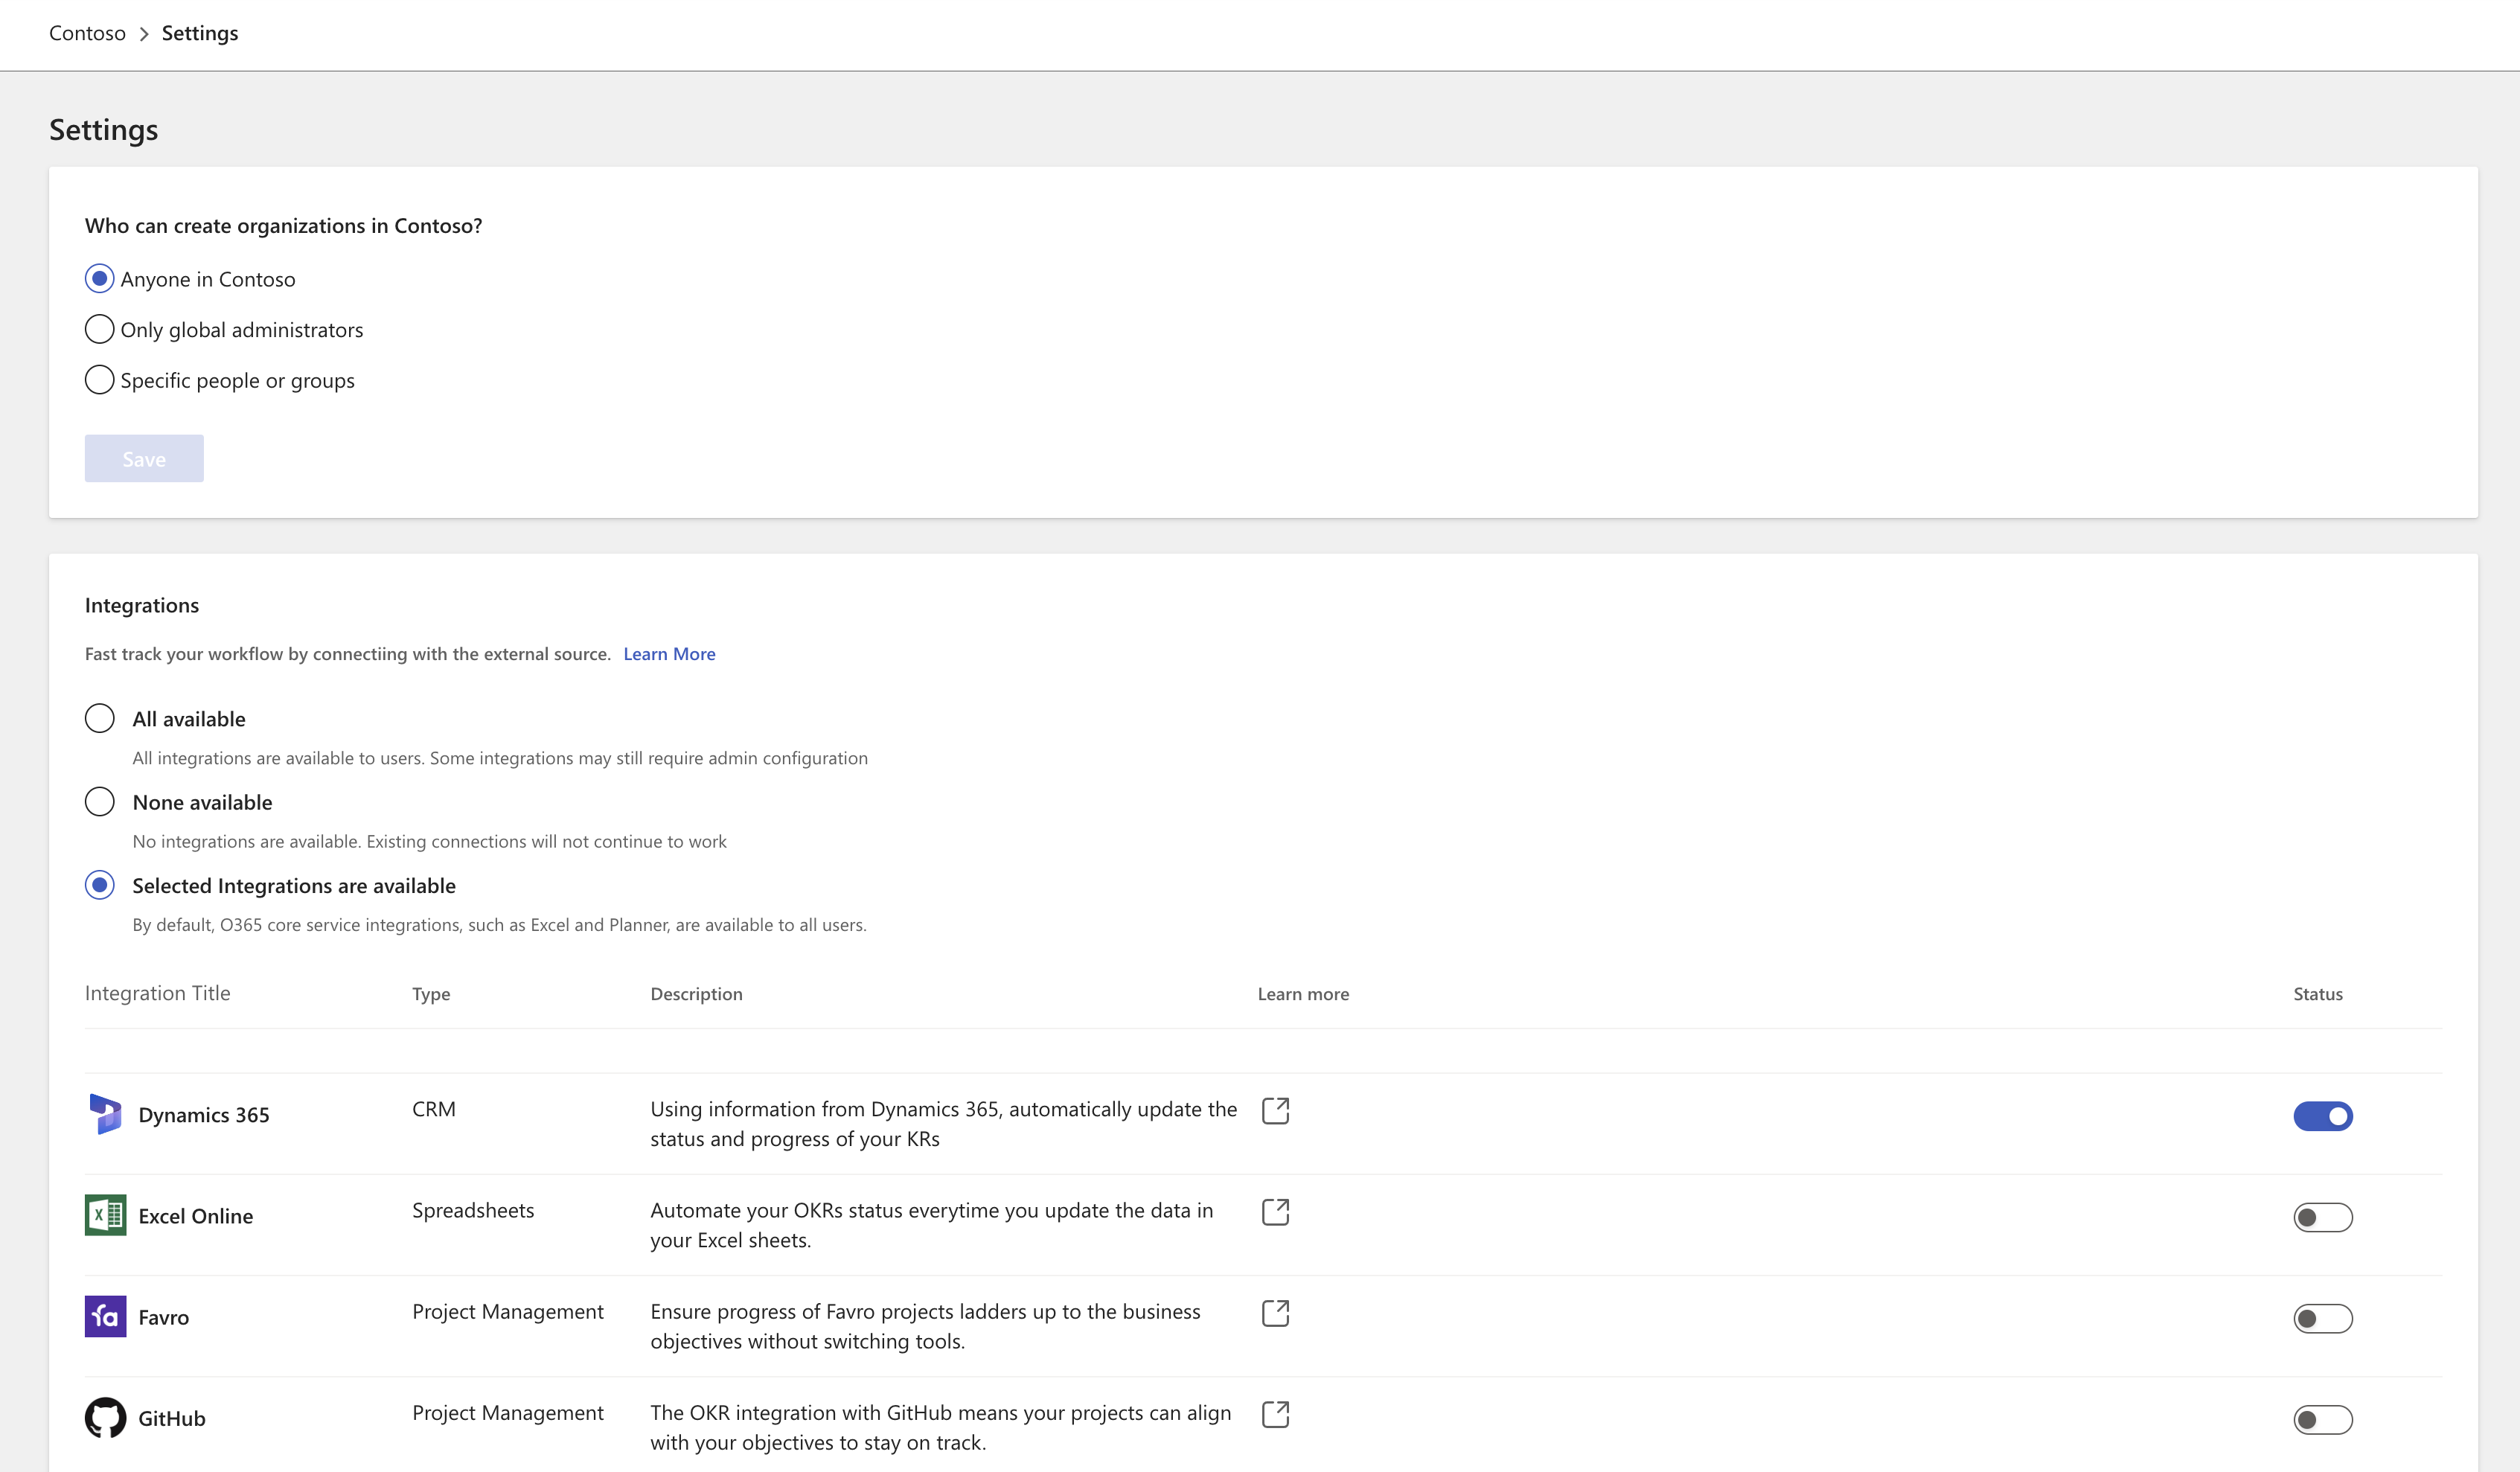 Contoso > Settings
Settings
Who can create organizations in Contoso?
Anyone in Contoso
Only global administrators
Specific people or groups
Save
Integrations
Fast track your workflow by connectiing with the external source. Learn More
All available
All integrations are available to users. Some integrations may still require admin configuration
None available
No integrations are available. Existing connections will not continue to work
Selected Integrations are available
By default, O365 core service integrations, such as Excel and Planner, are available to all users.
Integration Title Type Description Learn more Status
Dynamics 365 CRM Using information from Dynamics 365, automatically update the
status and progress of your KRs
Excel Online Spreadsheets Automate your OKRs status everytime you update the data in
your Excel sheets.
fa Favro Project Management Ensure progress of Favro projects ladders up to the business
objectives without switching tools.
GitHub Project Management The OKR integration with GitHub means your projects can align
with your objectives to stay on track.